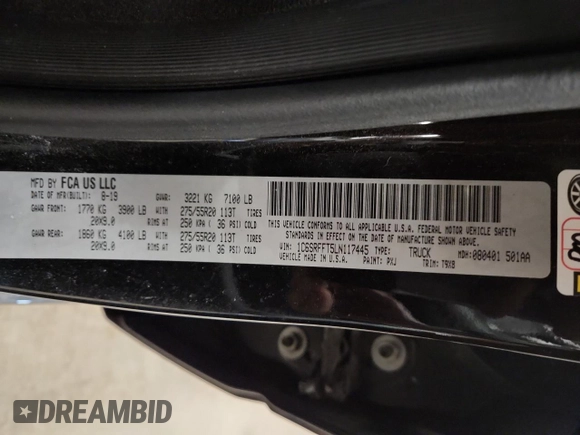 MFD BY FCA US LLC
DATE OF MFR(BUILT): 8-19 GVWR: 3221 KG 7100 LB
GAWR FRONT: 1770 KG 3900 LB WITH 275/55R20 113T TIRES
20X9.0 RIMS AT 250 KPA ( 36 PSI) COLD
GAWR REAR: 1860 KG 4100 LB WITH 275/55R20 113T TIRES
20X9.0 RIMS AT 250 KPA ( 36 PSI) COLD
THIS VEHICLE CONFORMS TO ALL APPLICABLE U.S.A. FEDERAL MOTOR VEHICLE SAFETY
STANDARDS IN EFFECT ON THE DATE OF MANUFACTURE SHOWN ABOVE.
VIN: 1C6SRFFT5LN117445 TYPE: TRUCK MDH: 080401 501AA
VEHICLE MADE IN U.S.A. PAINT: PXJ TRIM: T9X8
DREAMBID